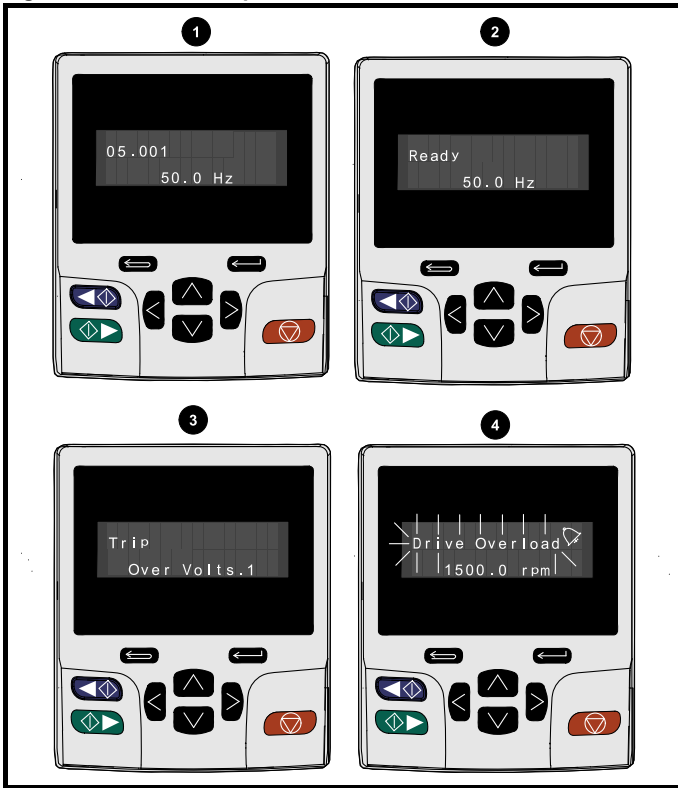 1
2
05.001
50.0 Hz
Ready
50.0 Hz
3
4
Trip
Over Volts.1
Drive Overload
1500.0 rpm